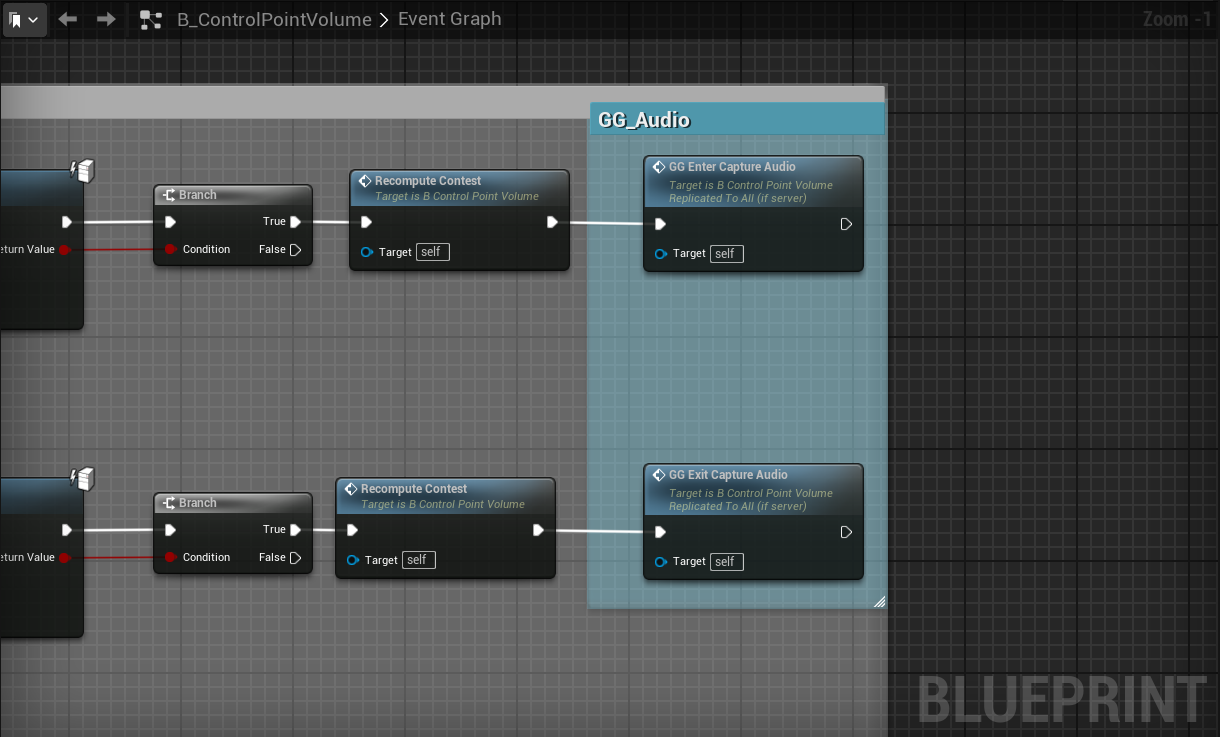 B_ControlPointVolume > Event Graph
Zoom -1
GG_Audio
GG Enter Capture Audio
Target is B Control Point Volume
Replicated To All (if server)
Target self
Recompute Contest
Target is B Control Point Volume
Target self
Branch
True
Condition False
eturn Value
GG Exit Capture Audio
Target is B Control Point Volume
Replicated To All (if server)
Target self
Recompute Contest
Target is B Control Point Volume
Target self
Branch
True
Condition False
eturn Value
BLUEPRINT